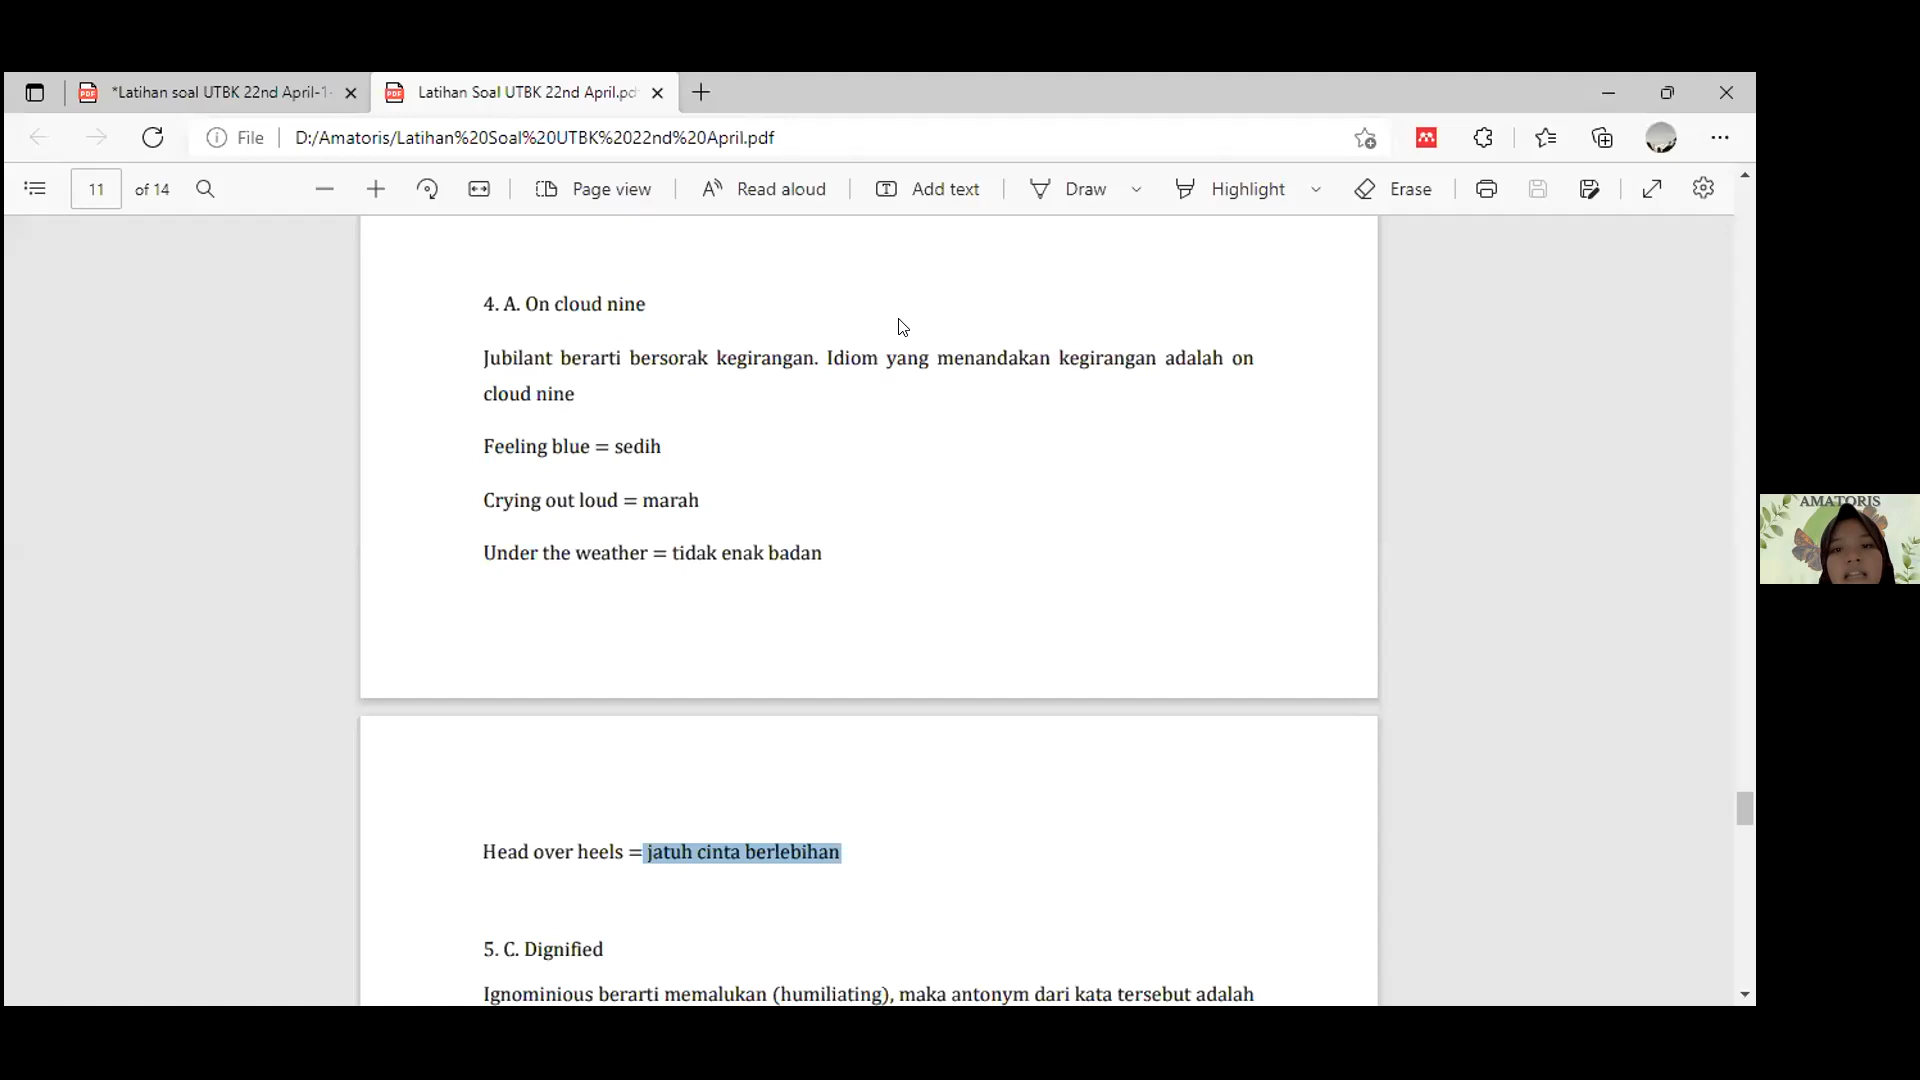 *Latihan soal UTBK 22nd April-1-
Latihan Soal UTBK 22nd April.pd
File
D:/Amatoris/Latihan%20Soal%20UTBK%2022nd%20April.pdf
11 of 14
Page view
Read aloud
Add text
Draw
Highlight
Erase
4. A. On cloud nine
Jubilant berarti bersorak kegirangan. Idiom yang menandakan kegirangan adalah on
cloud nine
Feeling blue = sedih
Crying out loud = marah
Under the weather = tidak enak badan
AMATORIS
Head over heels = jatuh cinta berlebihan
5. C. Dignified
Ignominious berarti memalukan (humiliating), maka antonym dari kata tersebut adalah